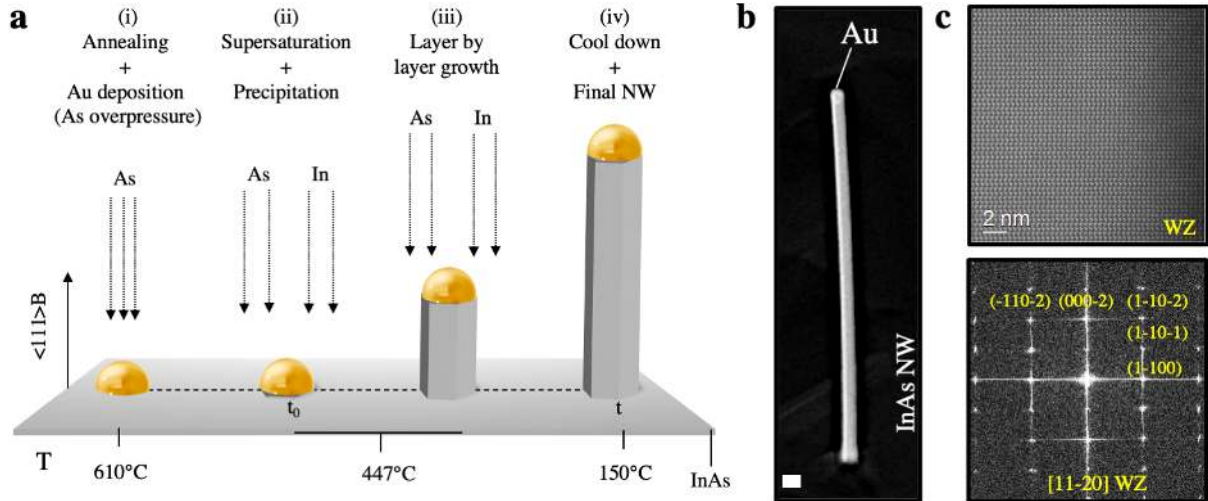 a
(i)
Annealing
+
Au deposition
(As overpressure)
(ii)
Supersaturation
+
Precipitation
(iii)
Layer by
layer growth
(iv)
Cool down
+
Final NW
As
As In
As In
<111>B
t₀
t
T
610°C
447°C
150°C
InAs
b
Au
InAs NW
c
2 nm
WZ
(-110-2) (000-2) (1-10-2)
(1-10-1)
(1-100)
[11-20] WZ